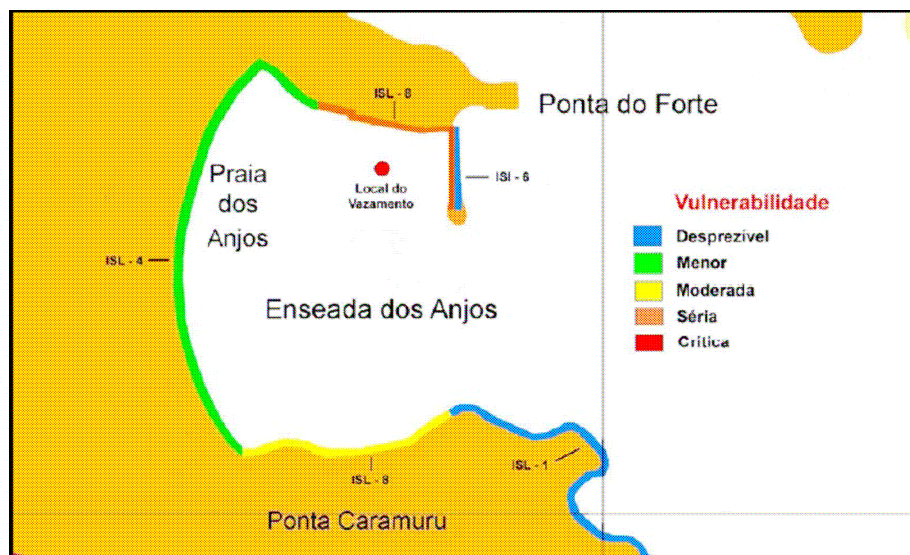 ISL - 8
Ponta do Forte
Praia
dos
Anjos
Local do
Vazamento
ISI - 6
Vulnerabilidade
Desprezível
Menor
Moderada
Séria
Crítica
ISL - 4
Enseada dos Anjos
ISL - 1
ISL - 8
Ponta Caramuru